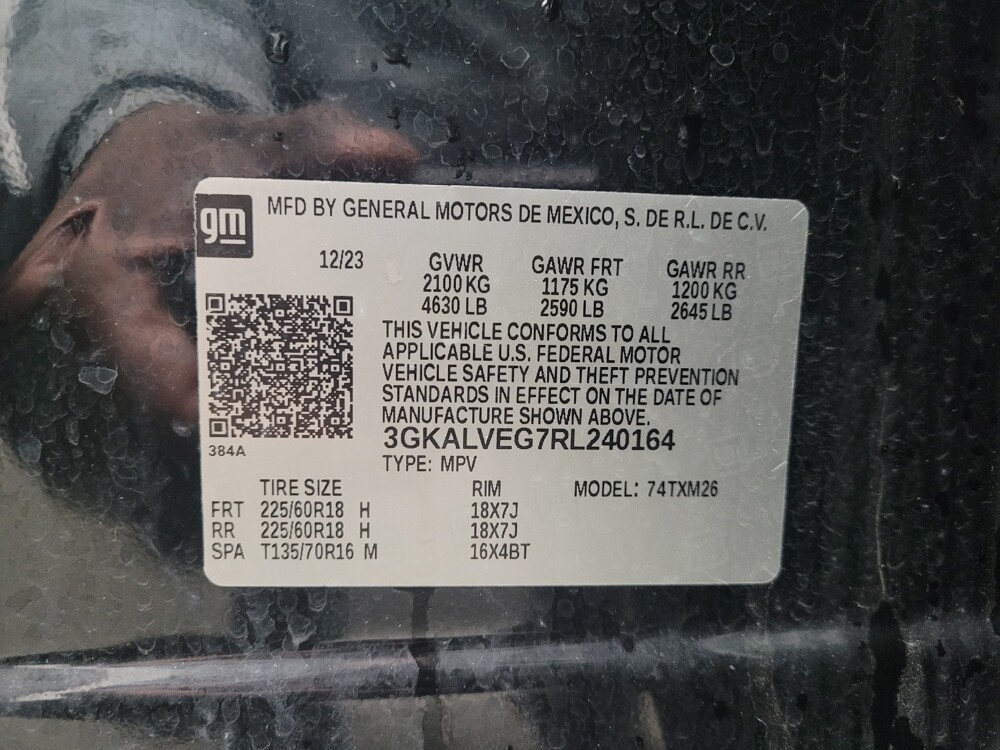 gm
MFD BY GENERAL MOTORS DE MEXICO, S. DE R.L. DE C.V.
12/23 GVWR GAWR FRT GAWR RR
2100 KG 1175 KG 1200 KG
4630 LB 2590 LB 2645 LB
THIS VEHICLE CONFORMS TO ALL
APPLICABLE U.S. FEDERAL MOTOR
VEHICLE SAFETY AND THEFT PREVENTION
STANDARDS IN EFFECT ON THE DATE OF
MANUFACTURE SHOWN ABOVE.
3GKALVEG7RL240164
384A
TYPE: MPV
TIRE SIZE RIM MODEL: 74TXM26
FRT 225/60R18 H 18X7J
RR 225/60R18 H 18X7J
SPA T135/70R16 M 16X4BT